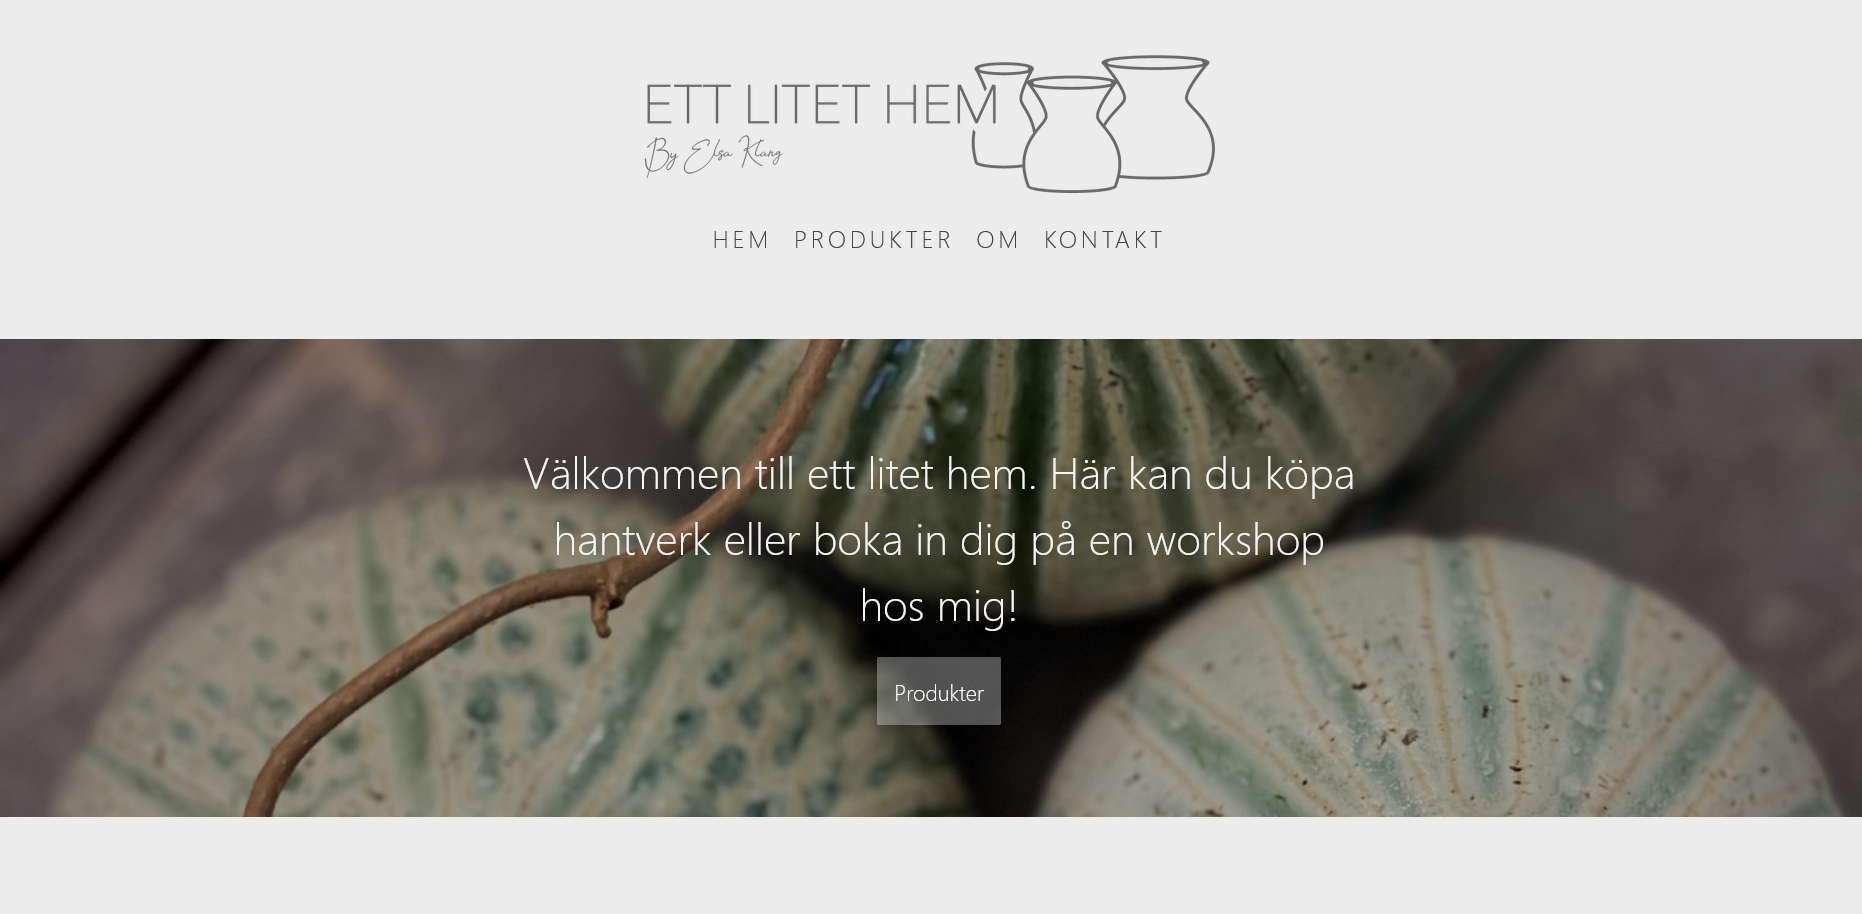 ETT LITET HEM
By Elsa Klang
HEM PRODUKTER OM KONTAKT
Välkommen till ett litet hem. Här kan du köpa
hantverk eller boka in dig på en workshop
hos mig!
Produkter